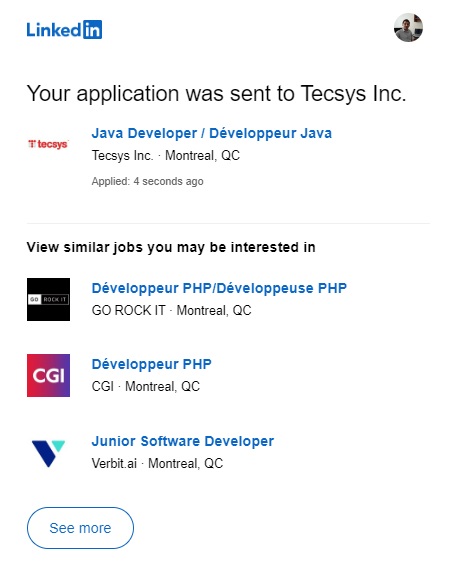 LinkedIn
Your application was sent to Tecsys Inc.
Java Developer / Développeur Java
tecsys
Tecsys Inc. · Montreal, QC
Applied: 4 seconds ago
View similar jobs you may be interested in
Développeur PHP/Développeuse PHP
GO ROCK IT
GO ROCK IT · Montreal, QC
Développeur PHP
CGI
CGI · Montreal, QC
Junior Software Developer
Verbit.ai · Montreal, QC
See more